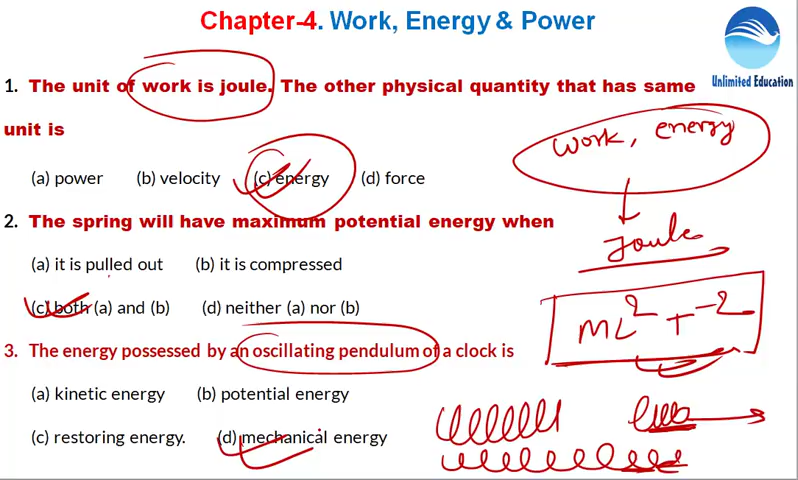 Chapter-4. Work, Energy & Power
Unlimited Education
1. The unit of work is joule. The other physical quantity that has same
unit is
(a) power (b) velocity (c) energy (d) force
work, energy
Joule
ML² T⁻²
2. The spring will have maximum potential energy when
(a) it is pulled out (b) it is compressed
(c) both (a) and (b) (d) neither (a) nor (b)
3. The energy possessed by an oscillating pendulum of a clock is
(a) kinetic energy (b) potential energy
(c) restoring energy. (d) mechanical energy